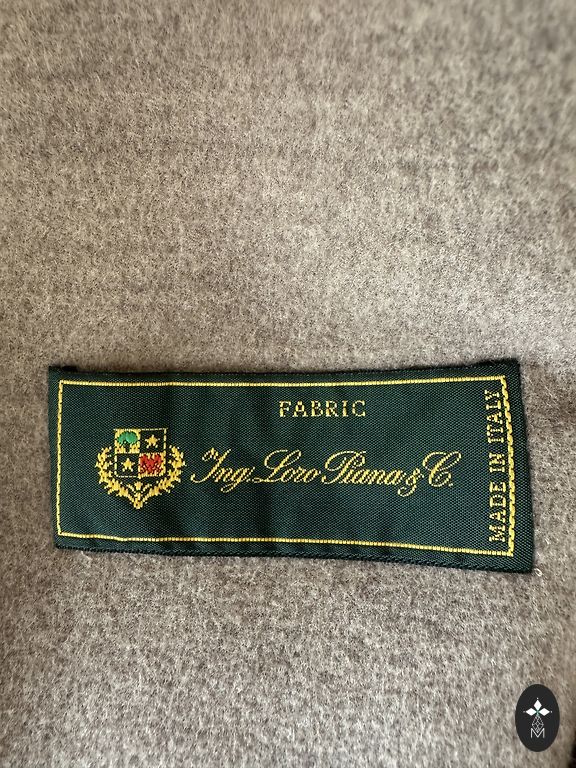 FABRIC
Ing. Loro Piana & C.
MADE IN ITALY
M